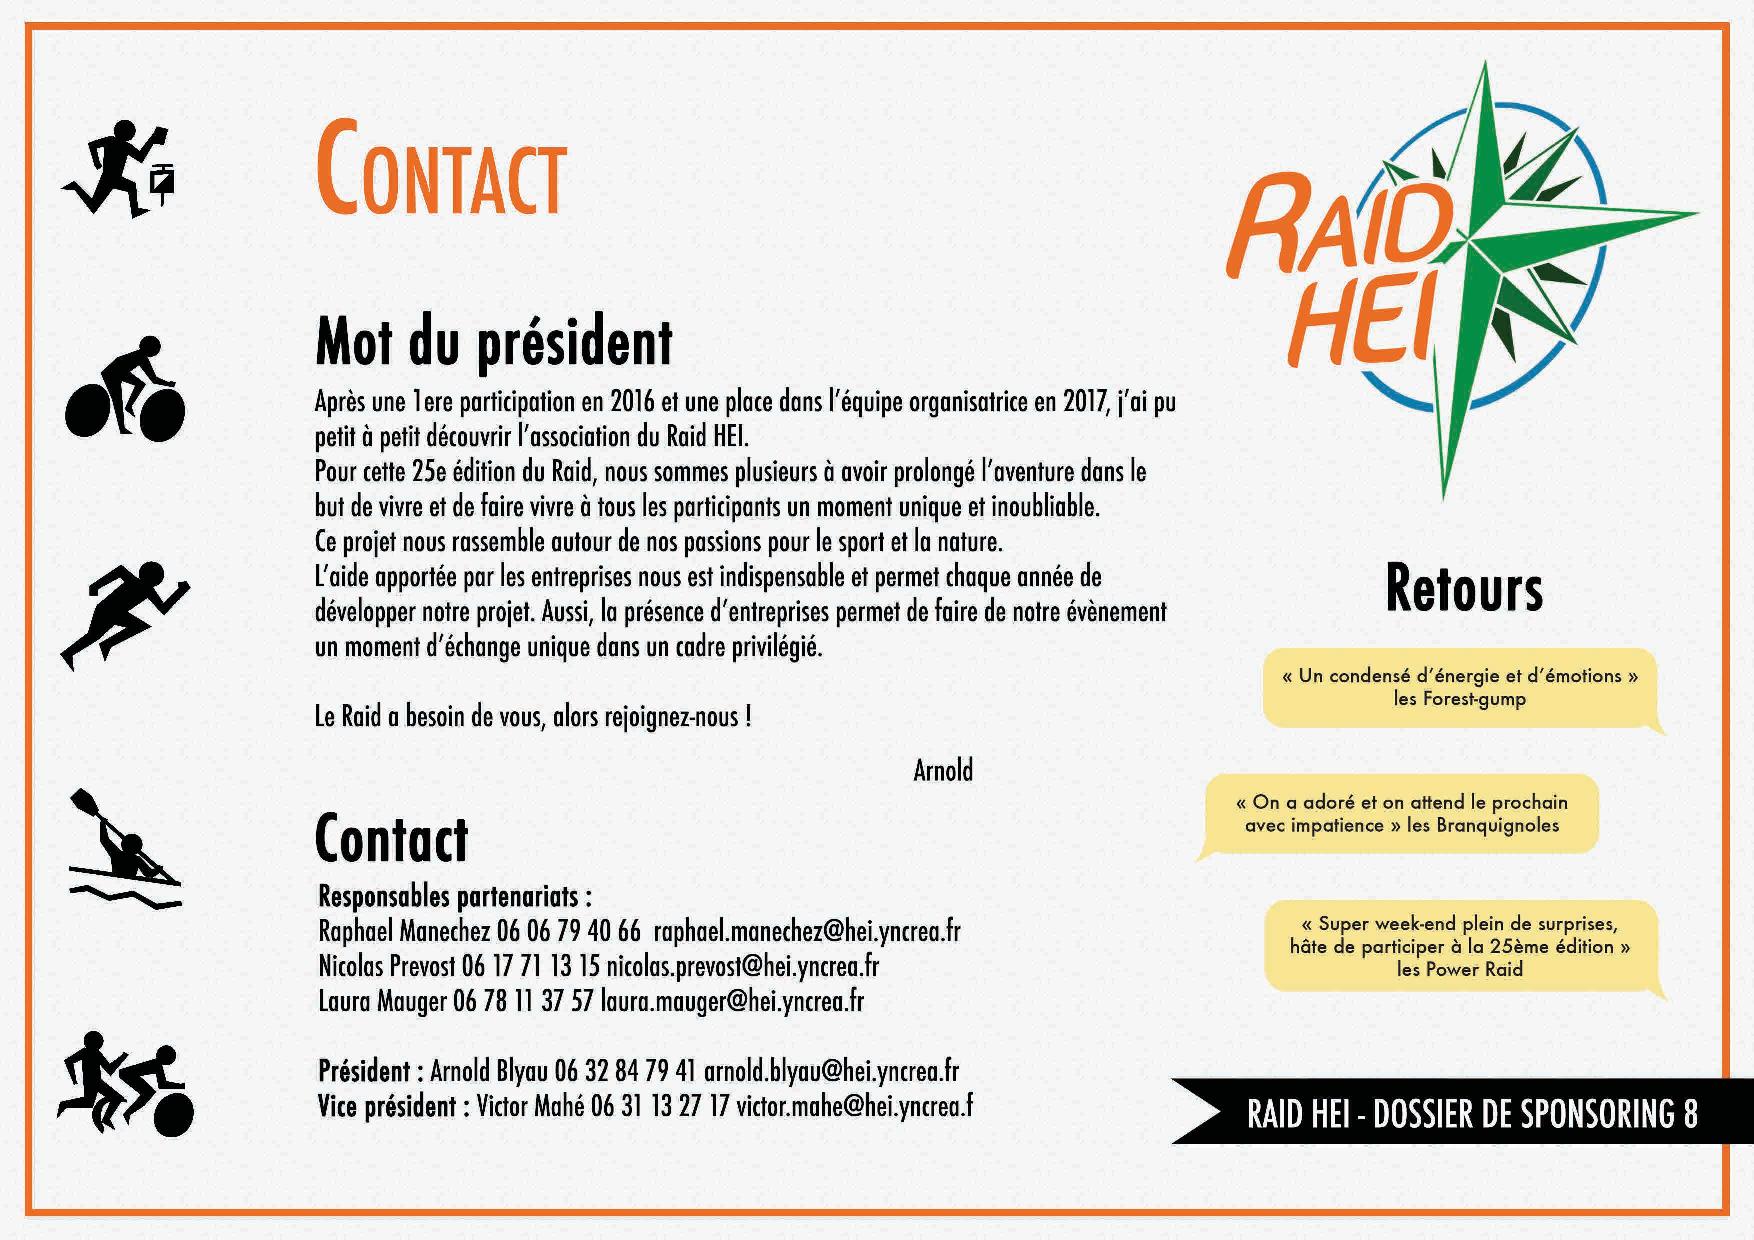 CONTACT
Mot du président
Après une 1ere participation en 2016 et une place dans l'équipe organisatrice en 2017, j'ai pu
petit à petit découvrir l'association du Raid HEI.
Pour cette 25e édition du Raid, nous sommes plusieurs à avoir prolongé l'aventure dans le
but de vivre et de faire vivre à tous les participants un moment unique et inoubliable.
Ce projet nous rassemble autour de nos passions pour le sport et la nature.
L'aide apportée par les entreprises nous est indispensable et permet chaque année de
développer notre projet. Aussi, la présence d'entreprises permet de faire de notre évènement
un moment d'échange unique dans un cadre privilégié.
Le Raid a besoin de vous, alors rejoignez-nous !
Arnold
Contact
Responsables partenariats :
Raphael Manechez 06 06 79 40 66 raphael.manechez@hei.yncrea.fr
Nicolas Prevost 06 17 71 13 15 nicolas.prevost@hei.yncrea.fr
Laura Mauger 06 78 11 37 57 laura.mauger@hei.yncrea.fr
Président : Arnold Blyau 06 32 84 79 41 arnold.blyau@hei.yncrea.fr
Vice président : Victor Mahé 06 31 13 27 17 victor.mahe@hei.yncrea.f
RAID
HEI
Retours
« Un condensé d'énergie et d'émotions »
les Forest-gump
« On a adoré et on attend le prochain
avec impatience » les Branquignoles
« Super week-end plein de surprises,
hâte de participer à la 25ème édition »
les Power Raid
RAID HEI - DOSSIER DE SPONSORING 8